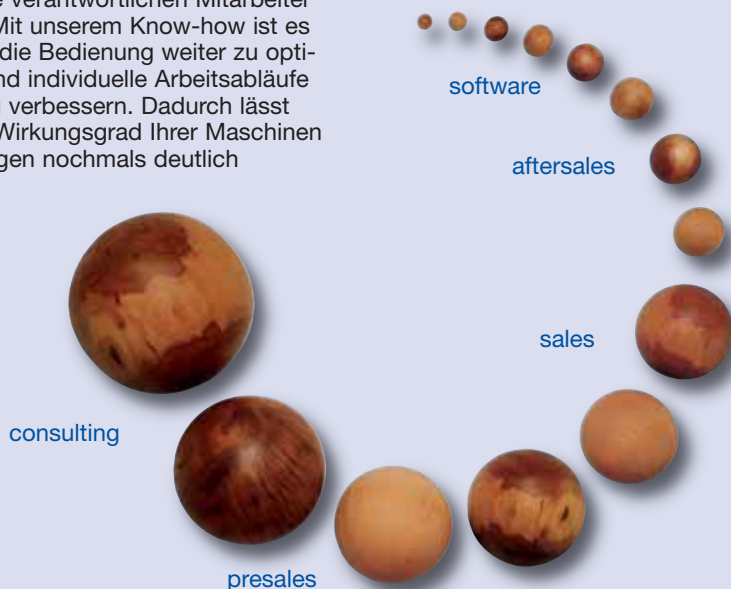 verantwortlichen Mitarbeiter
Mit unserem Know-how ist es
die Bedienung weiter zu opti-
nd individuelle Arbeitsabläufe
verbessern. Dadurch lässt
Wirkungsgrad Ihrer Maschinen
gen nochmals deutlich
software
aftersales
sales
consulting
presales